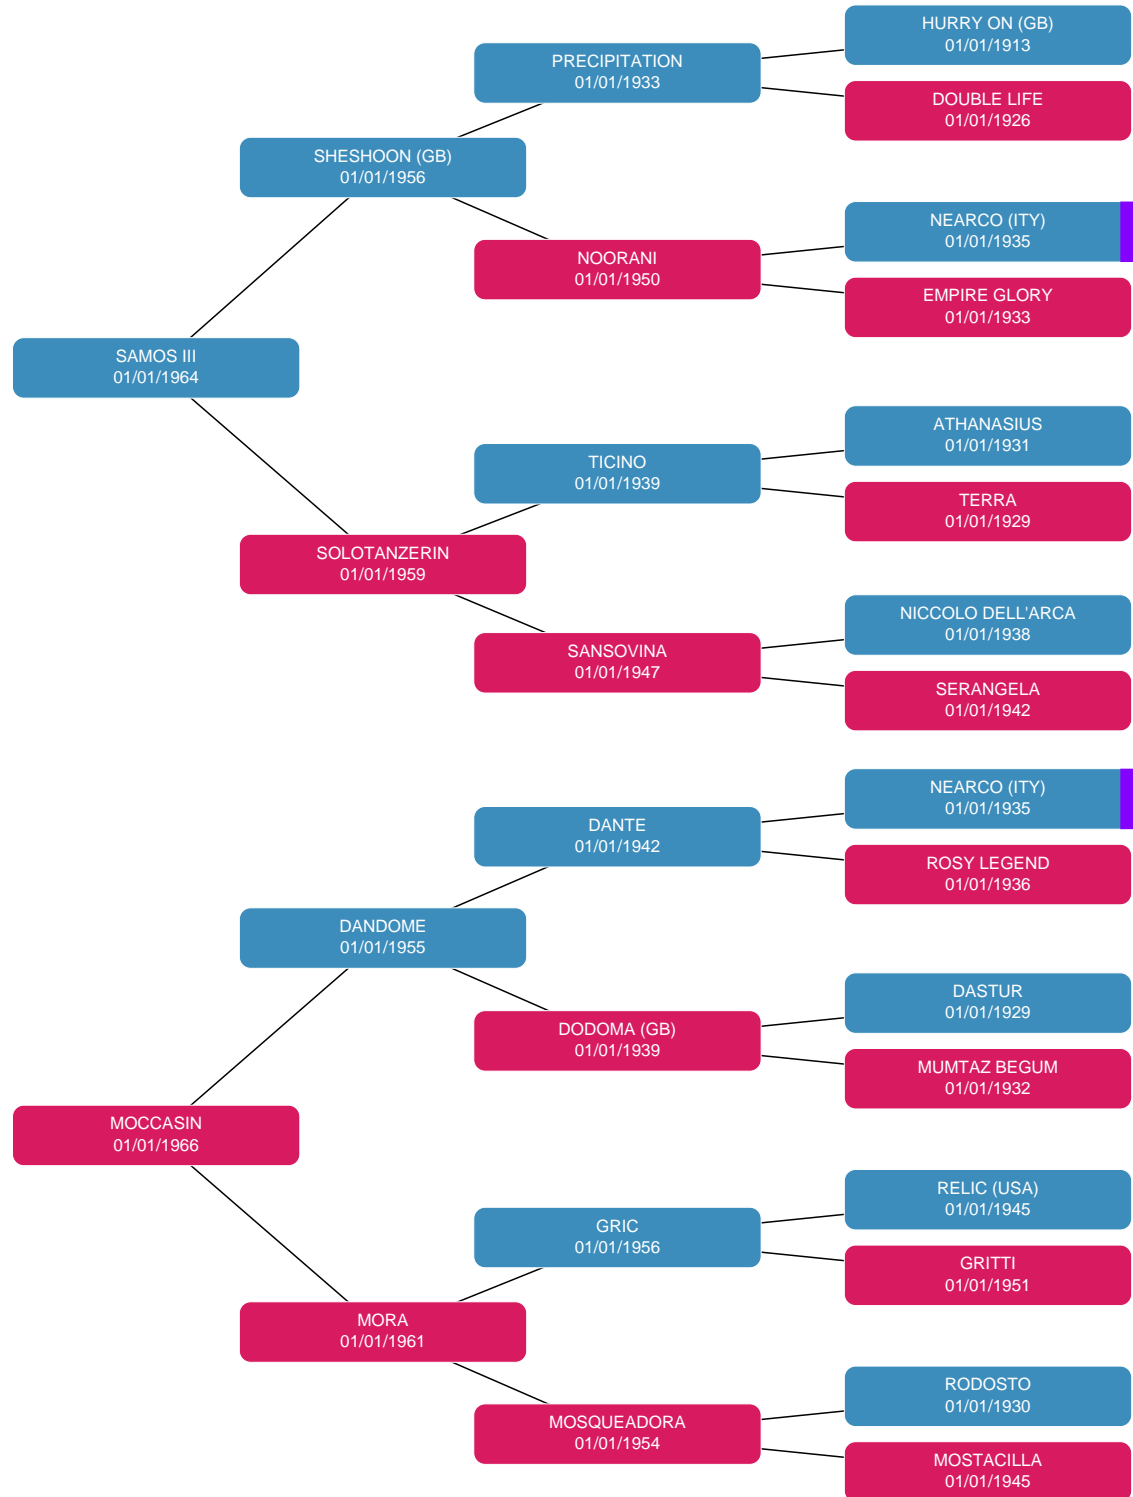 HURRY ON (GB)
01/01/1913
PRECIPITATION
01/01/1933
DOUBLE LIFE
01/01/1926
SHESHOON (GB)
01/01/1956
NEARCO (ITY)
01/01/1935
NOORANI
01/01/1950
EMPIRE GLORY
01/01/1933
SAMOS III
01/01/1964
ATHANASIUS
01/01/1931
TICINO
01/01/1939
TERRA
01/01/1929
SOLOTANZERIN
01/01/1959
NICCOLO DELL'ARCA
01/01/1938
SANSOVINA
01/01/1947
SERANGELA
01/01/1942
NEARCO (ITY)
01/01/1935
DANTE
01/01/1942
ROSY LEGEND
01/01/1936
DANDOME
01/01/1955
DASTUR
01/01/1929
DODOMA (GB)
01/01/1939
MUMTAZ BEGUM
01/01/1932
MOCCASIN
01/01/1966
RELIC (USA)
01/01/1945
GRIC
01/01/1956
GRITTI
01/01/1951
MORA
01/01/1961
RODOSTO
01/01/1930
MOSQUEADORA
01/01/1954
MOSTACILLA
01/01/1945